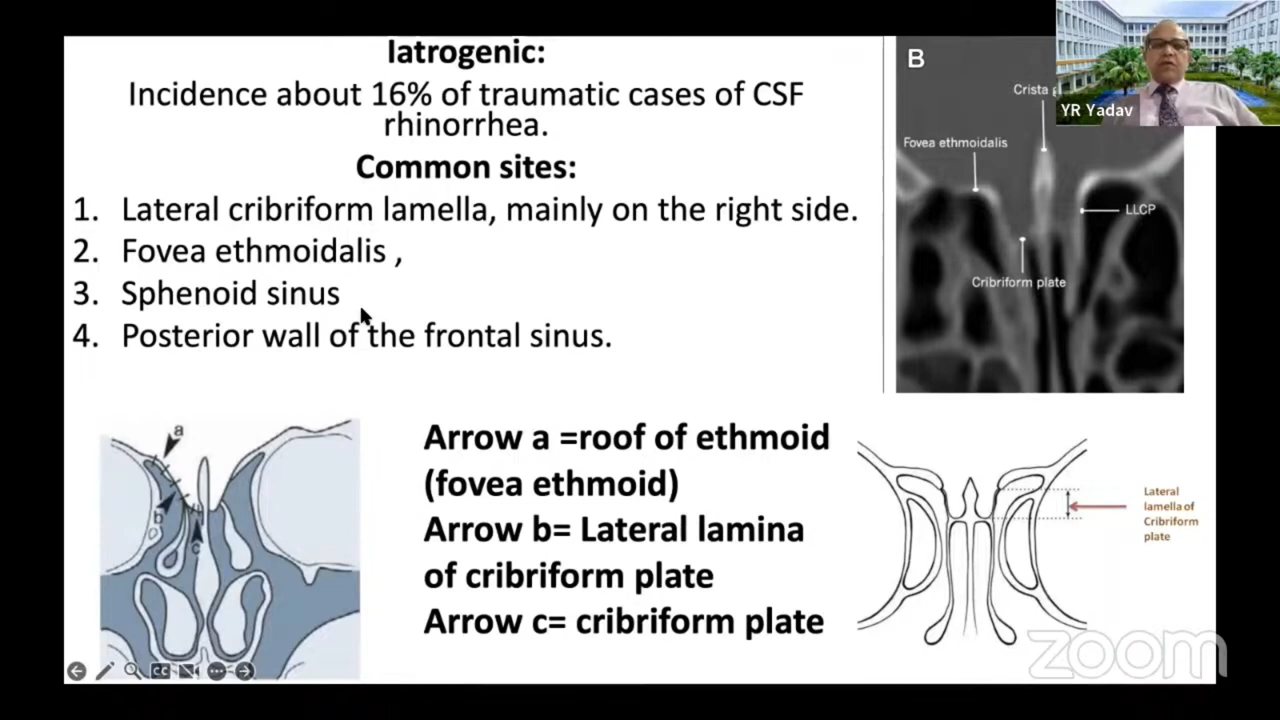 Iatrogenic:
Incidence about 16% of traumatic cases of CSF
rhinorrhea.
Common sites:
1. Lateral cribriform lamella, mainly on the right side.
2. Fovea ethmoidalis ,
3. Sphenoid sinus
4. Posterior wall of the frontal sinus.
B
Crista
Fovea ethmoidalis
LLCP
Cribriform plate
YR Yadav
a
b
c
Arrow a =roof of ethmoid
(fovea ethmoid)
Arrow b= Lateral lamina
of cribriform plate
Arrow c= cribriform plate
Lateral
lamella of
Cribriform
plate
CC
zoom